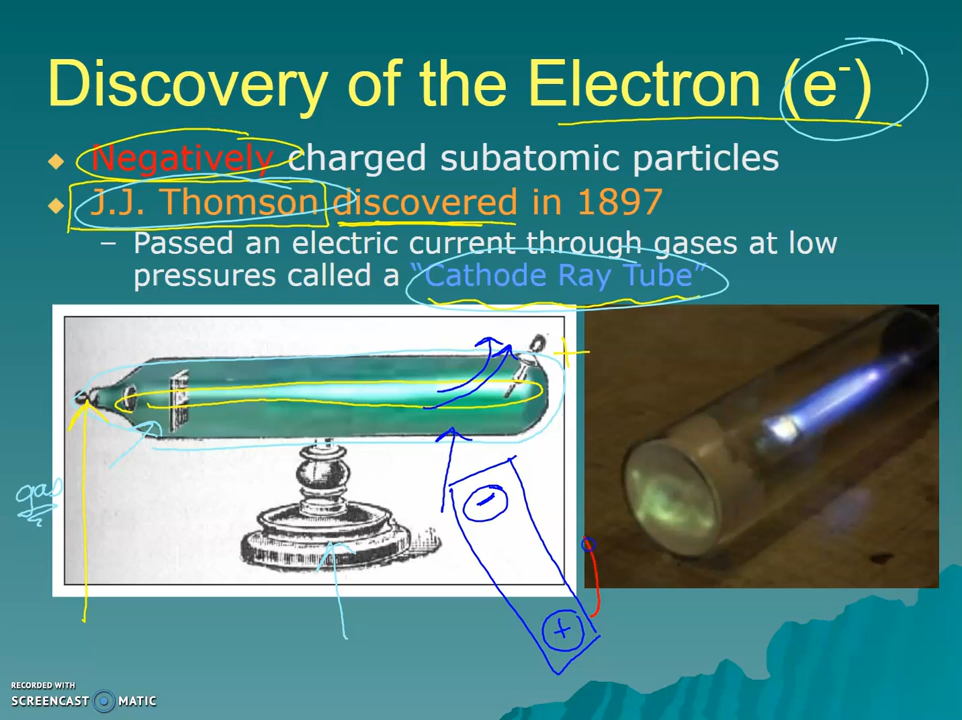 Discovery of the Electron (e⁻)
◆ Negatively charged subatomic particles
◆ J.J. Thomson discovered in 1897
– Passed an electric current through gases at low
pressures called a “Cathode Ray Tube”
+
gas
-
+
RECORDED WITH
SCREENCAST MATIC